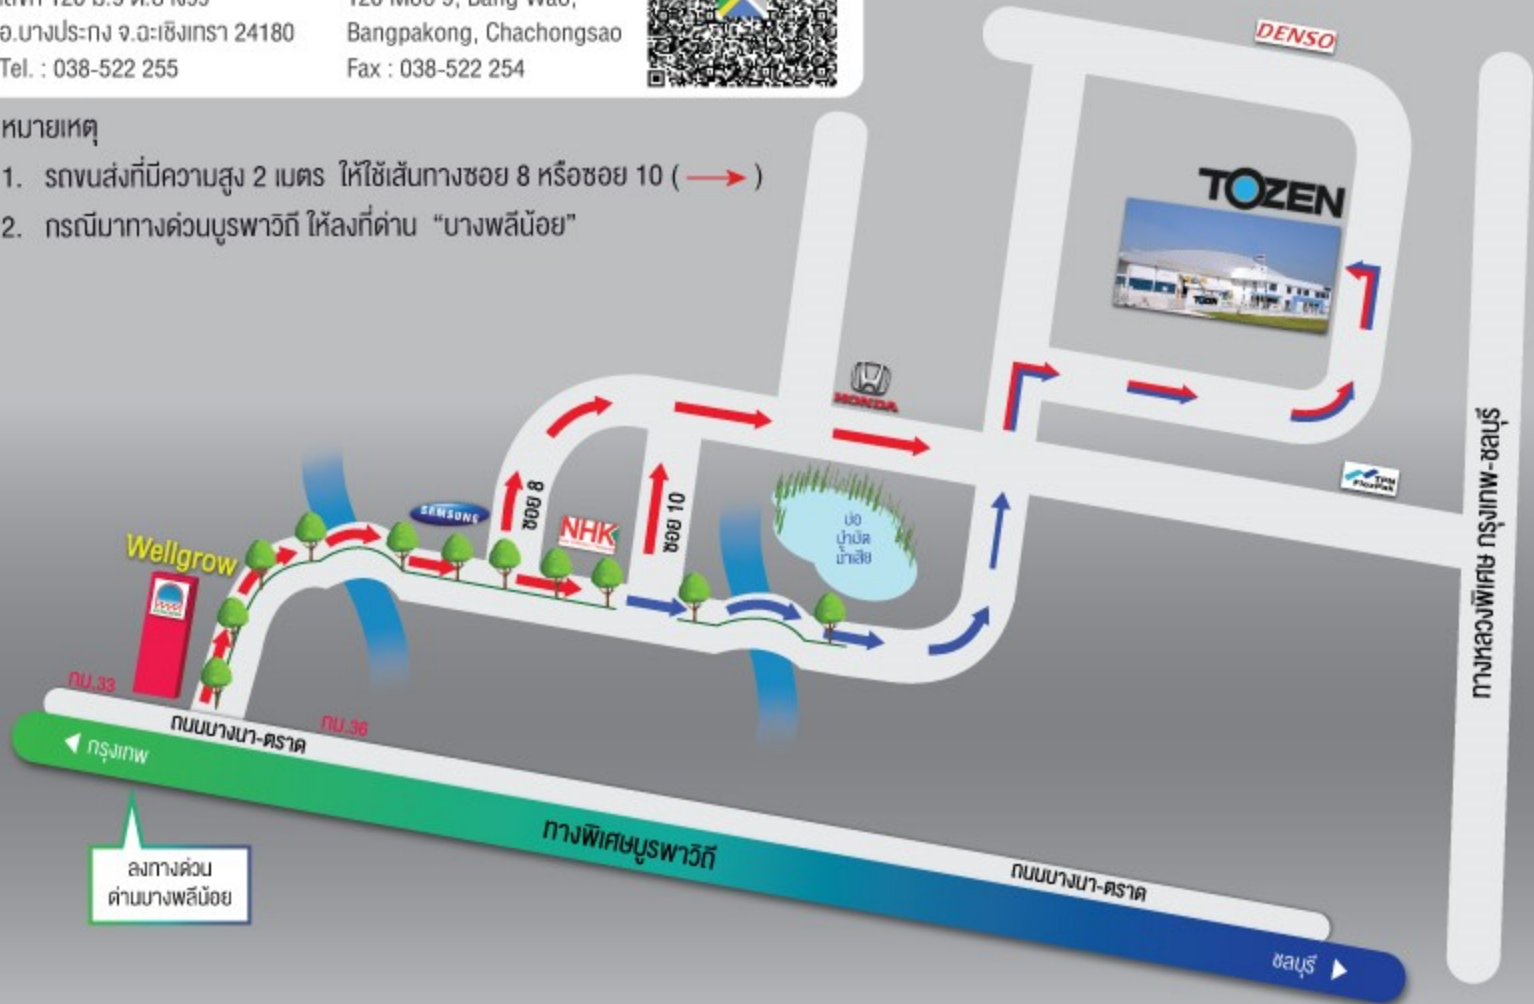 อ.บางประกง จ.ฉะเชิงเทรา 24180
Tel. : 038-522 255
Bangpakong, Chachongsao
Fax : 038-522 254
หมายเหตุ
1. รถขนส่งที่มีความสูง 2 เมตร ให้ใช้เส้นทางซอย 8 หรือซอย 10 ( → )
2. กรณีมาทางด่วนบูรพาวิถี ให้ลงที่ด่าน "บางพลีน้อย"
DENSO
TOZEN
TOZEN
HONDA
TPN
FlexPak
ทางหลวงพิเศษ กรุงเทพ-ชลบุรี
ซอย 8
ซอย 10
SAMSUNG
NHK
บ่อ
บำบัด
น้ำเสีย
Wellgrow
กม.33
กม.36
ถนนบางนา-ตราด
◀ กรุงเทพ
ทางพิเศษบูรพาวิถี
ลงทางด่วน
ด่านบางพลีน้อย
ถนนบางนา-ตราด
ชลบุรี ▶